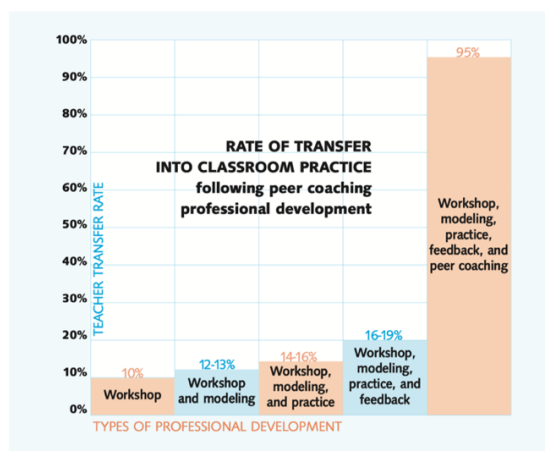 RATE OF TRANSFER
INTO CLASSROOM PRACTICE
following peer coaching
professional development
TEACHER TRANSFER RATE
100%
90%
80%
70%
60%
50%
40%
30%
20%
10%
0%
10%
Workshop
12-13%
Workshop
and modeling
14-16%
Workshop,
modeling,
and practice
16-19%
Workshop,
modeling,
practice, and
feedback
95%
Workshop,
modeling,
practice,
feedback, and
peer coaching
TYPES OF PROFESSIONAL DEVELOPMENT